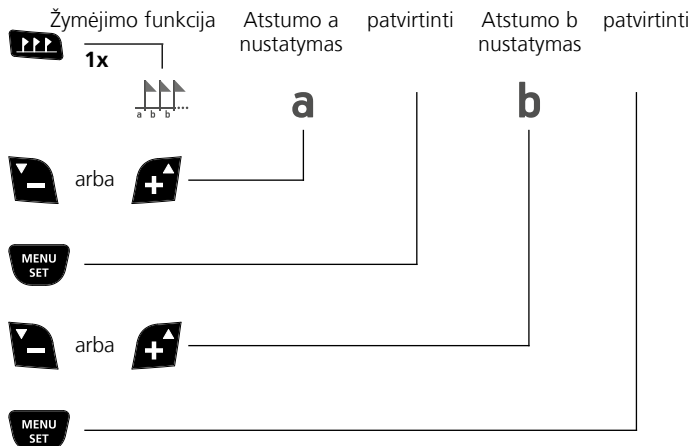 Žymėjimo funkcija
Atstumo a
nustatymas
patvirtinti
Atstumo b
nustatymas
patvirtinti
1x
a b b
a
b
arba
MENU
SET
arba
MENU
SET